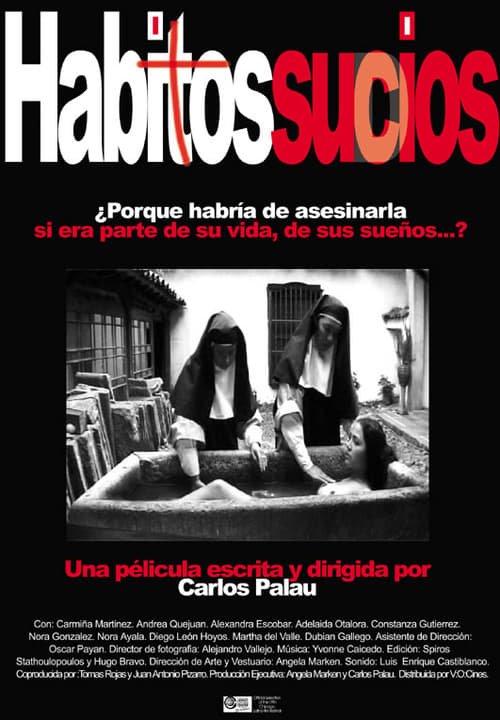 Habitos sucios
¿Porque habría de asesinarla
si era parte de su vida, de sus sueños...?
Una pélicula escrita y dirigida por
Carlos Palau
Con: Carmiña Martinez. Andrea Quejuan. Alexandra Escobar. Adelaida Otalora. Constanza Gutierrez.
Nora Gonzalez. Nora Ayala. Diego León Hoyos. Martha del Valle. Dubian Gallego. Asistente de Dirección:
Oscar Payan. Director de fotografia: Alejandro Vallejo. Música: Yvonne Caicedo. Edición: Spiros
Stathoulopoulos y Hugo Bravo. Dirección de Arte y Vestuario: Angela Marken. Sonido: Luis Enrique Castiblanco.
Coproducida por :Tomas Rojas y Juan Antonio Pizarro. Producción Ejecutiva: Angela Marken y Carlos Palau. Distribuida por V.O:Cines.